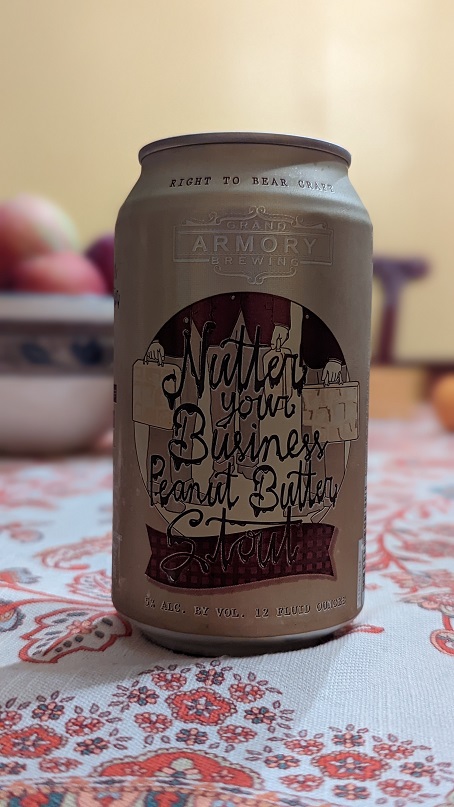 RIGHT TO BEAR CRAFT
GRAND
ARMORY
BREWING
Nutter
your
Business
Peanut Butter
Stout
5% ALC. BY VOL. 12 FLUID OUNCES